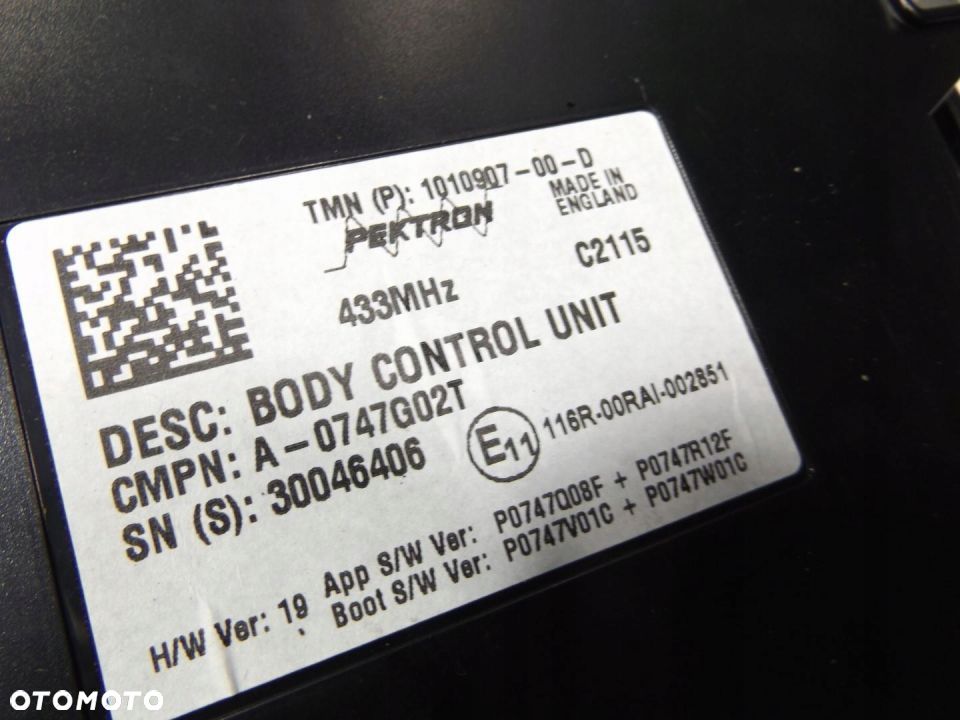 TMN (P): 1010907-00-D
PEKTRON
MADE IN
ENGLAND
433MHz
C2115
DESC: BODY CONTROL UNIT
CMPN: A-0747G02T
SN (S): 30046406
E11
116R-00RAI-002851
H/W Ver: 19
App S/W Ver: P0747Q08F + P0747R12F
Boot S/W Ver: P0747V01C + P0747W01C
OTOMOTO